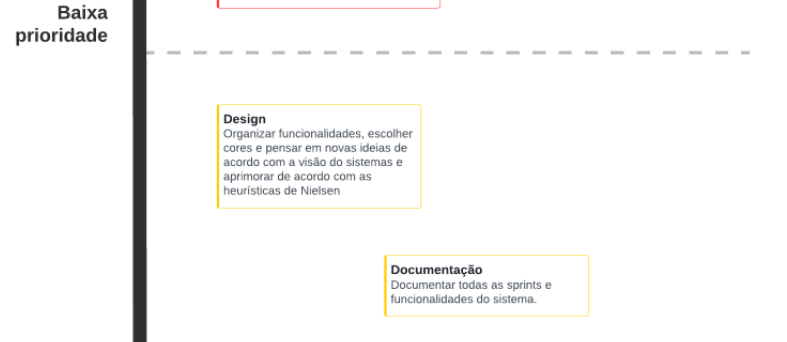 Baixa
prioridade
Design
Organizar funcionalidades, escolher
cores e pensar em novas ideias de
acordo com a visão do sistemas e
aprimorar de acordo com as
heurísticas de Nielsen
Documentação
Documentar todas as sprints e
funcionalidades do sistema.